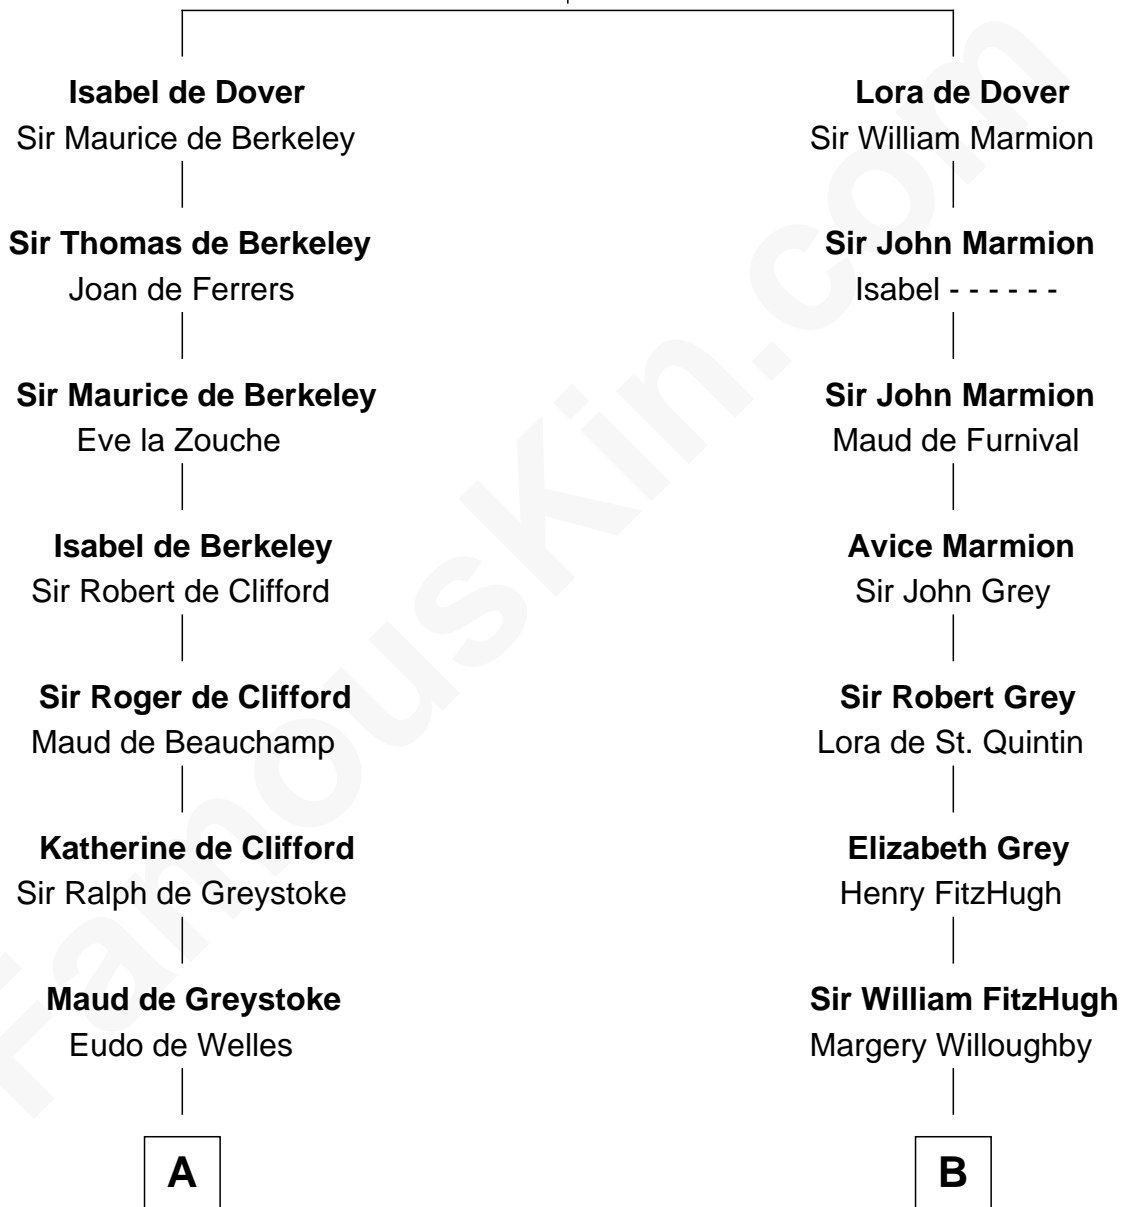 Isabel de Dover
Sir Maurice de Berkeley
Lora de Dover
Sir William Marmion
Sir Thomas de Berkeley
Joan de Ferrers
Sir John Marmion
Isabel - - - - - -
Sir Maurice de Berkeley
Eve la Zouche
Sir John Marmion
Maud de Furnival
Isabel de Berkeley
Sir Robert de Clifford
Avice Marmion
Sir John Grey
Sir Roger de Clifford
Maud de Beauchamp
Sir Robert Grey
Lora de St. Quintin
Katherine de Clifford
Sir Ralph de Greystoke
Elizabeth Grey
Henry FitzHugh
Maud de Greystoke
Eudo de Welles
Sir William FitzHugh
Margery Willoughby
A
B
FamousKin.com